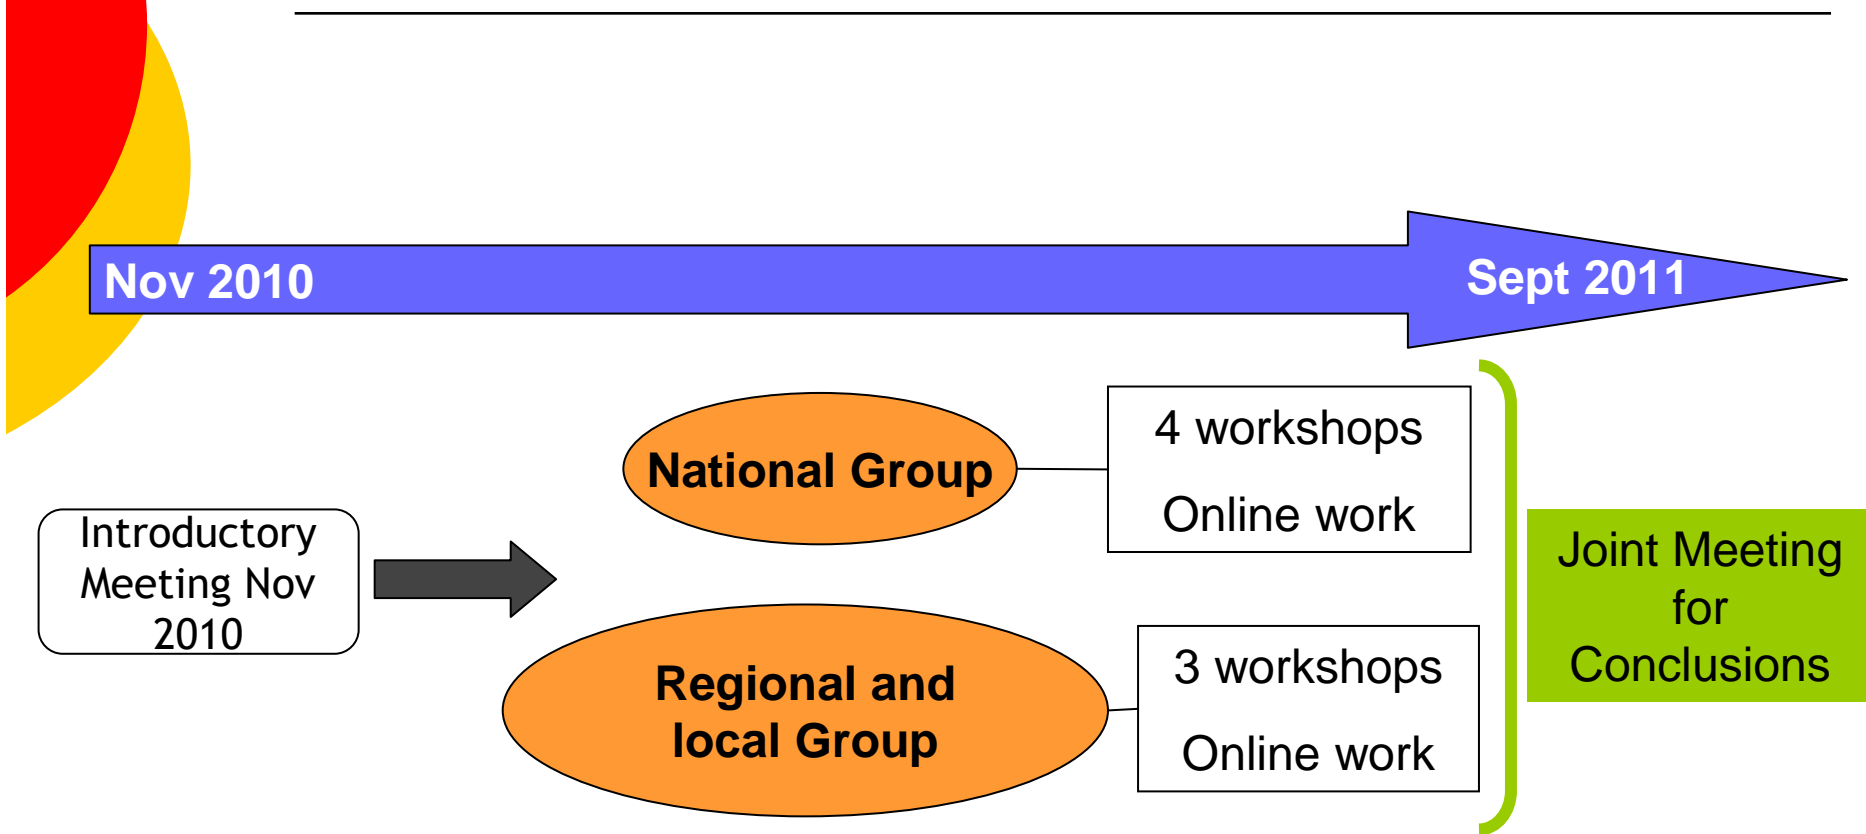 Nov 2010
Sept 2011
Introductory
Meeting Nov
2010
National Group
4 workshops
Online work
Regional and
local Group
3 workshops
Online work
Joint Meeting
for
Conclusions